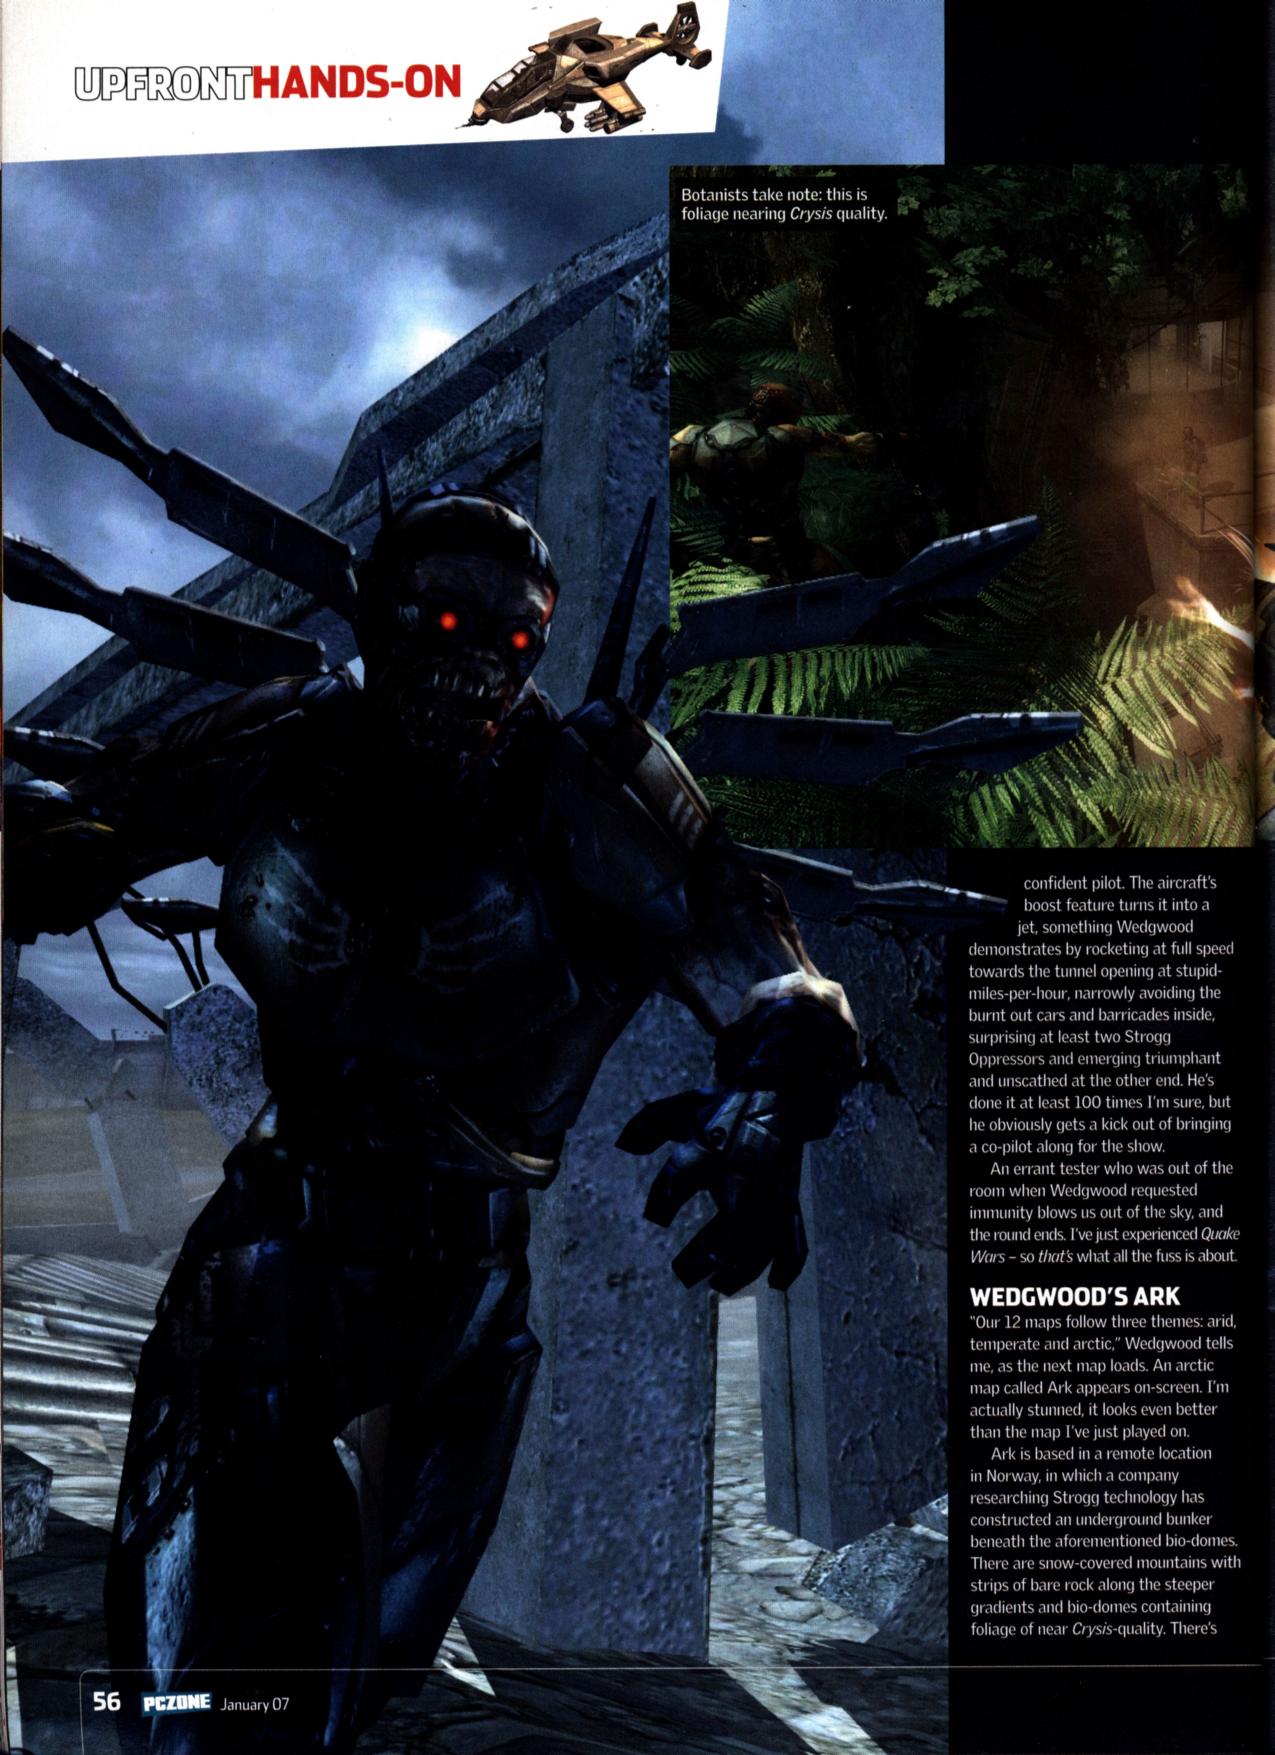 UPFRONTHANDS-ON
Botanists take note: this is
foliage nearing Crysis quality.
confident pilot. The aircraft's
boost feature turns it into a
jet, something Wedgwood
demonstrates by rocketing at full speed
towards the tunnel opening at stupid-
miles-per-hour, narrowly avoiding the
burnt out cars and barricades inside,
surprising at least two Strogg
Oppressors and emerging triumphant
and unscathed at the other end. He's
done it at least 100 times I'm sure, but
he obviously gets a kick out of bringing
a co-pilot along for the show.
An errant tester who was out of the
room when Wedgwood requested
immunity blows us out of the sky, and
the round ends. I've just experienced Quake
Wars – so that's what all the fuss is about.
WEDGWOOD'S ARK
"Our 12 maps follow three themes: arid,
temperate and arctic," Wedgwood tells
me, as the next map loads. An arctic
map called Ark appears on-screen. I'm
actually stunned, it looks even better
than the map I've just played on.
Ark is based in a remote location
in Norway, in which a company
researching Strogg technology has
constructed an underground bunker
beneath the aforementioned bio-domes.
There are snow-covered mountains with
strips of bare rock along the steeper
gradients and bio-domes containing
foliage of near Crysis-quality. There's
56 PCZONE January 07